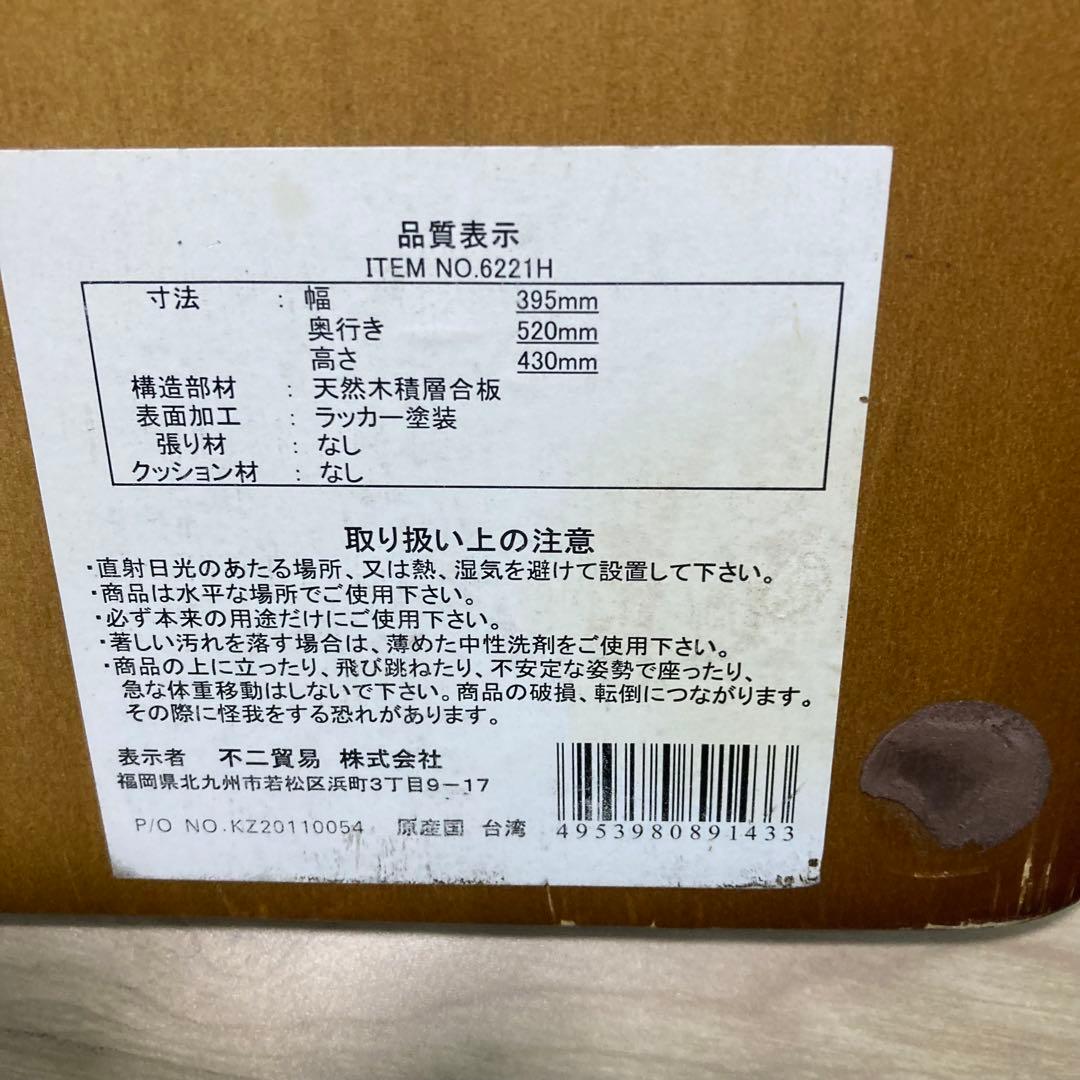 品質表示
ITEM NO.6221H
寸法 : 幅 395mm
奥行き 520mm
高さ 430mm
構造部材 : 天然木積層合板
表面加工 : ラッカー塗装
張り材 : なし
クッション材 : なし
取り扱い上の注意
・直射日光のあたる場所、又は熱、湿気を避けて設置して下さい。
・商品は水平な場所でご使用下さい。
・必ず本来の用途だけにご使用下さい。
・著しい汚れを落す場合は、薄めた中性洗剤をご使用下さい。
・商品の上に立ったり、飛び跳ねたり、不安定な姿勢で座ったり、
急な体重移動はしないで下さい。商品の破損、転倒につながります。
その際に怪我をする恐れがあります。
表示者 不二貿易 株式会社
福岡県北九州市若松区浜町3丁目9-17
P/O NO.KZ20110054 原産国 台湾
4953980891433